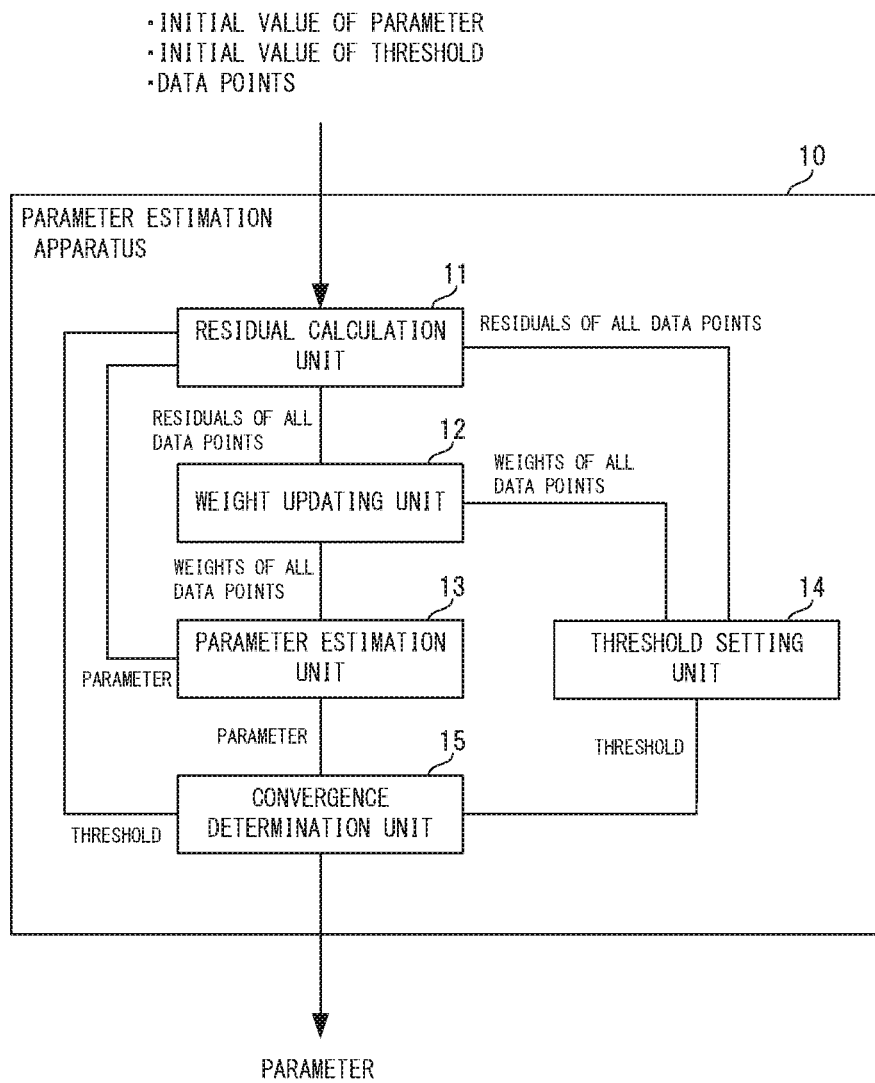 ・INITIAL VALUE OF PARAMETER
・INITIAL VALUE OF THRESHOLD
・DATA POINTS
10
PARAMETER ESTIMATION
APPARATUS
11
RESIDUAL CALCULATION
UNIT
RESIDUALS OF ALL DATA POINTS
RESIDUALS OF ALL
DATA POINTS
12
WEIGHT UPDATING UNIT
WEIGHTS OF ALL
DATA POINTS
WEIGHTS OF ALL
DATA POINTS
13
PARAMETER ESTIMATION
UNIT
14
THRESHOLD SETTING
UNIT
PARAMETER
PARAMETER
THRESHOLD
15
CONVERGENCE
DETERMINATION UNIT
THRESHOLD
PARAMETER